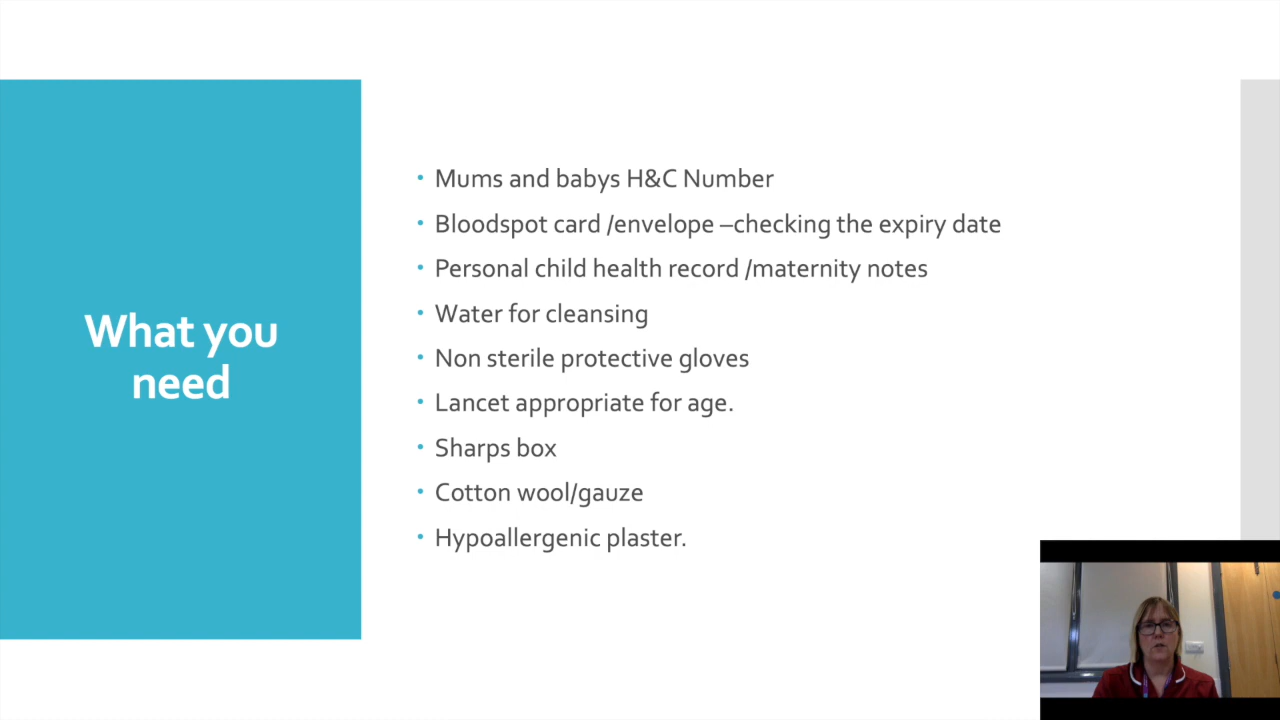 What you
need
Mums and babys H&C Number
Bloodspot card /envelope –checking the expiry date
Personal child health record /maternity notes
Water for cleansing
Non sterile protective gloves
Lancet appropriate for age.
Sharps box
Cotton wool/gauze
Hypoallergenic plaster.